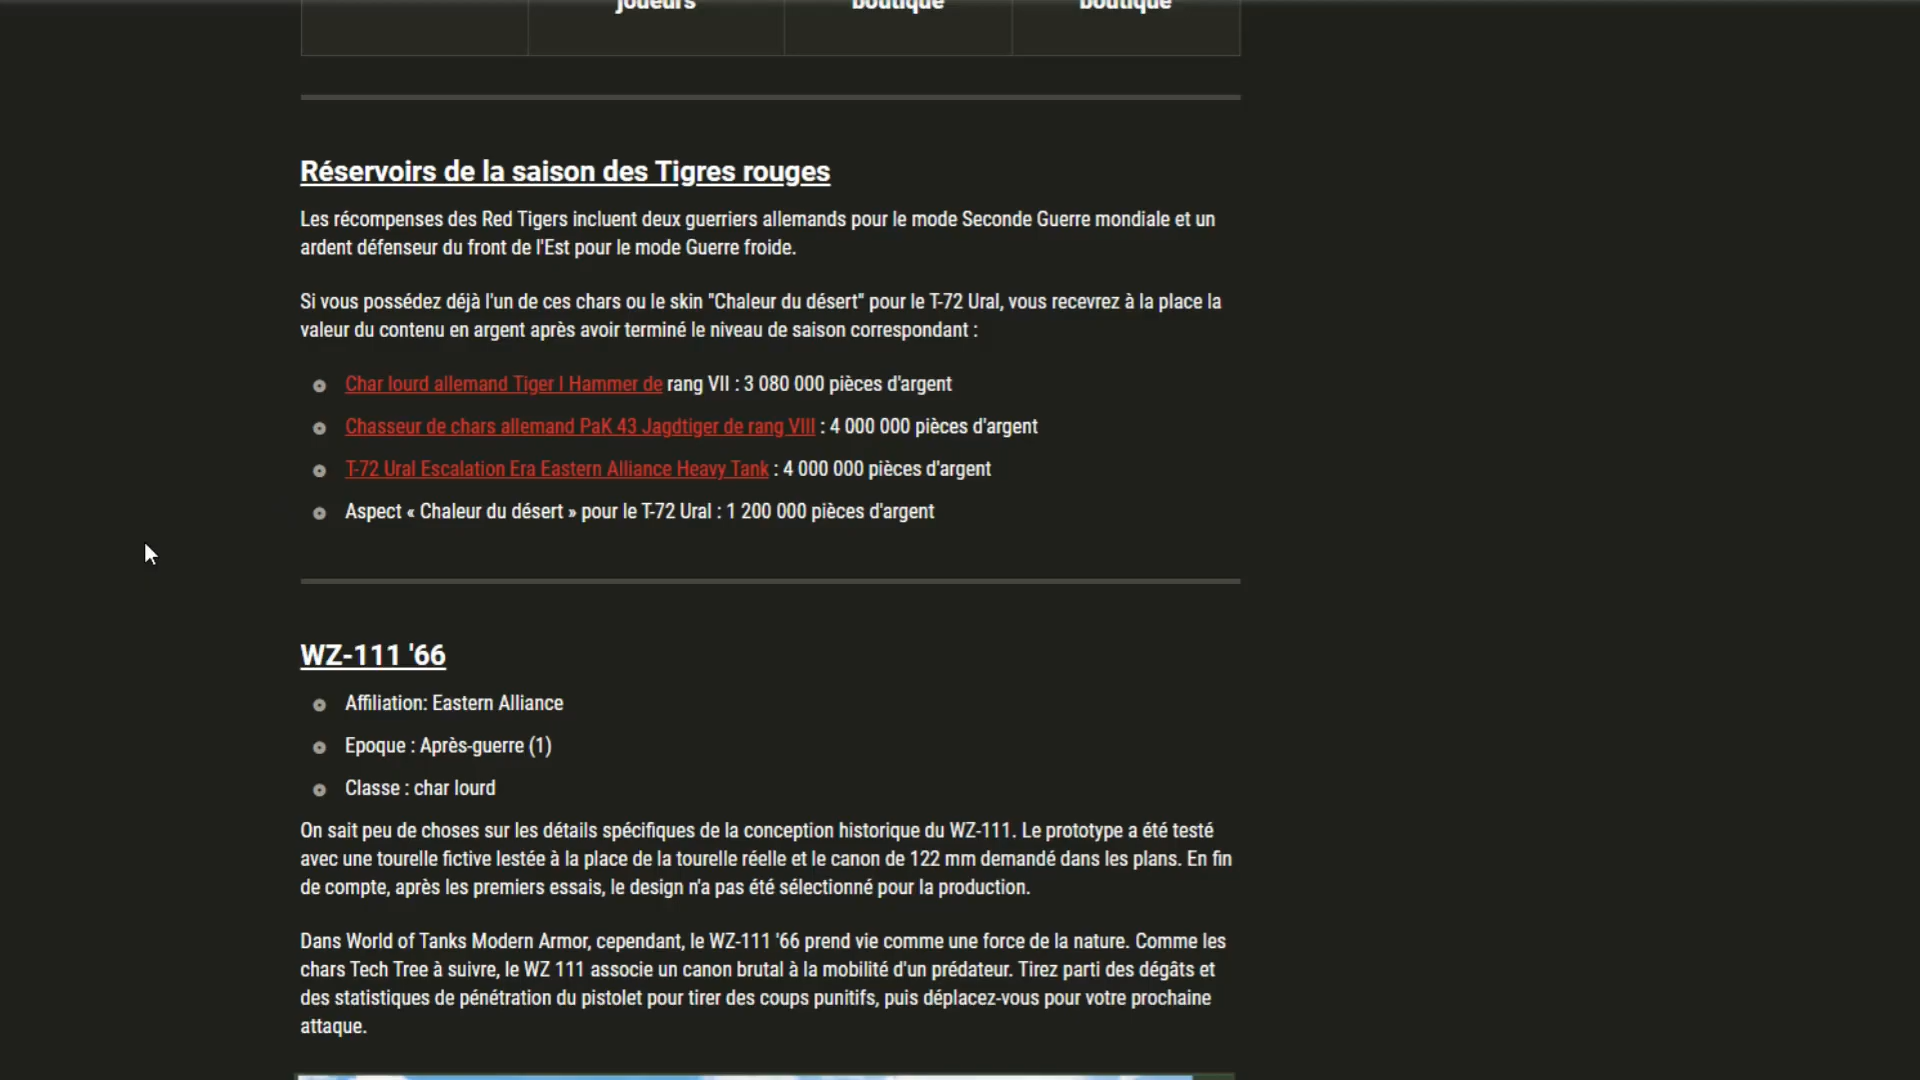 joueurs boutique boutique
Réservoirs de la saison des Tigres rouges
Les récompenses des Red Tigers incluent deux guerriers allemands pour le mode Seconde Guerre mondiale et un
ardent défenseur du front de l'Est pour le mode Guerre froide.
Si vous possédez déjà l'un de ces chars ou le skin "Chaleur du désert" pour le T-72 Ural, vous recevrez à la place la
valeur du contenu en argent après avoir terminé le niveau de saison correspondant :
Char lourd allemand Tiger I Hammer de rang VII : 3 080 000 pièces d'argent
Chasseur de chars allemand PaK 43 Jagdtiger de rang VIII : 4 000 000 pièces d'argent
T-72 Ural Escalation Era Eastern Alliance Heavy Tank : 4 000 000 pièces d'argent
Aspect « Chaleur du désert » pour le T-72 Ural : 1 200 000 pièces d'argent
WZ-111 '66
Affiliation: Eastern Alliance
Epoque : Après-guerre (1)
Classe : char lourd
On sait peu de choses sur les détails spécifiques de la conception historique du WZ-111. Le prototype a été testé
avec une tourelle fictive lestée à la place de la tourelle réelle et le canon de 122 mm demandé dans les plans. En fin
de compte, après les premiers essais, le design n'a pas été sélectionné pour la production.
Dans World of Tanks Modern Armor, cependant, le WZ-111 '66 prend vie comme une force de la nature. Comme les
chars Tech Tree à suivre, le WZ 111 associe un canon brutal à la mobilité d'un prédateur. Tirez parti des dégâts et
des statistiques de pénétration du pistolet pour tirer des coups punitifs, puis déplacez-vous pour votre prochaine
attaque.